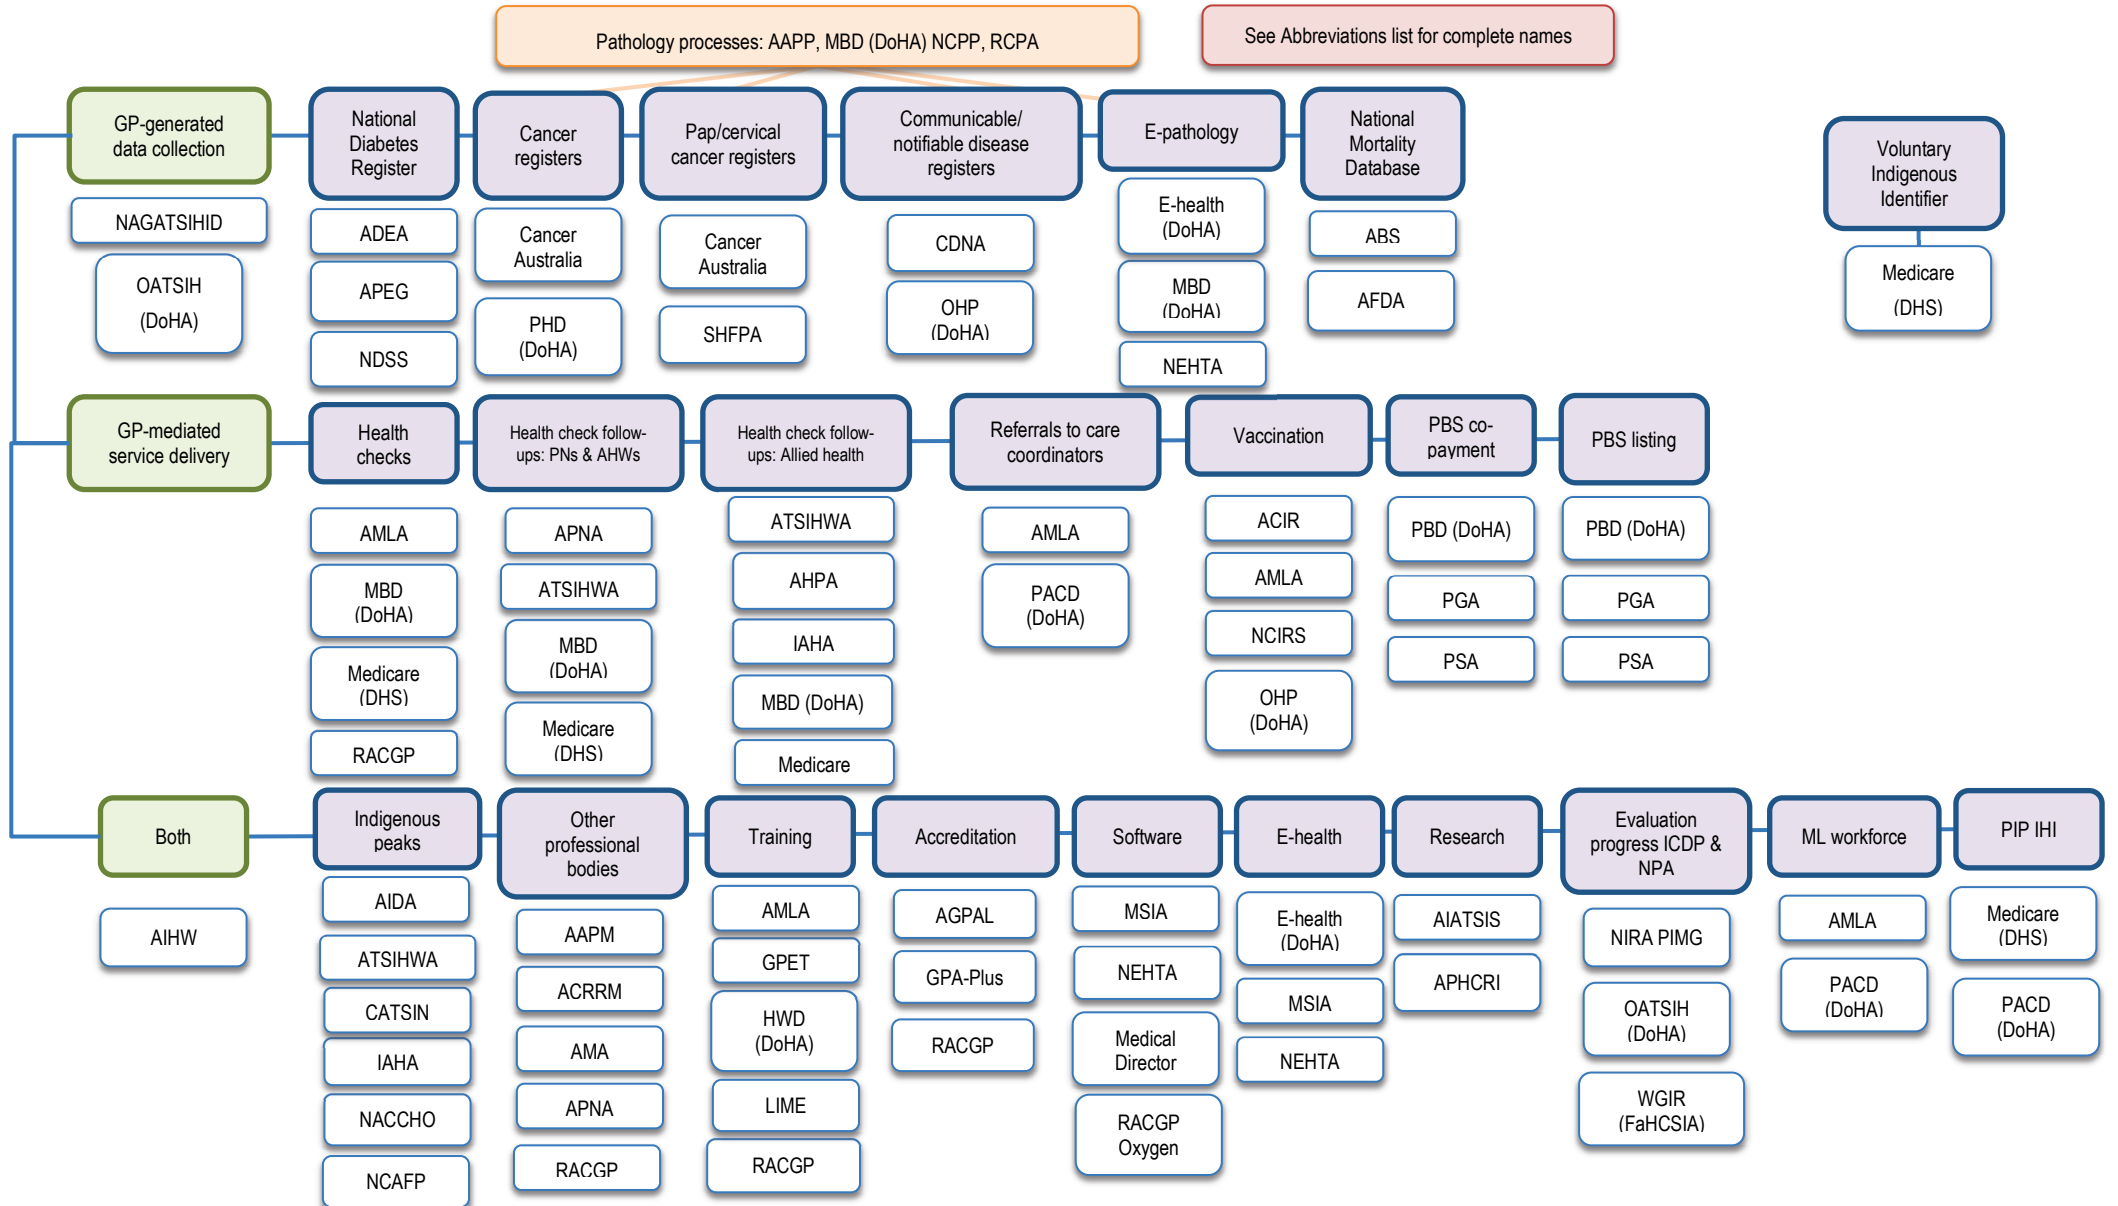 Pathology processes: AAPP, MBD (DoHA) NCPP, RCPA
See Abbreviations list for complete names
GP-generated
data collection
National
Diabetes
Register
Cancer
registers
Pap/cervical
cancer registers
Communicable/
notifiable disease
registers
E-pathology
National
Mortality
Database
Voluntary
Indigenous
Identifier
NAGATSIHID
OATSIH
(DoHA)
ADEA
APEG
NDSS
Cancer
Australia
PHD
(DoHA)
Cancer
Australia
SHFPA
CDNA
OHP
(DoHA)
E-health
(DoHA)
MBD
(DoHA)
NEHTA
ABS
AFDA
Medicare
(DHS)
GP-mediated
service delivery
Health
checks
Health check follow-
ups: PNs & AHWs
Health check follow-
ups: Allied health
Referrals to care
coordinators
Vaccination
PBS co-
payment
PBS listing
AMLA
MBD
(DoHA)
Medicare
(DHS)
RACGP
APNA
ATSIHWA
MBD
(DoHA)
Medicare
(DHS)
ATSIHWA
AHPA
IAHA
MBD (DoHA)
Medicare
AMLA
PACD
(DoHA)
ACIR
AMLA
NCIRS
OHP
(DoHA)
PBD (DoHA)
PGA
PSA
PBD (DoHA)
PGA
PSA
Both
Indigenous
peaks
Other
professional
bodies
Training
Accreditation
Software
E-health
Research
Evaluation
progress ICDP &
NPA
ML workforce
PIP IHI
AIHW
AIDA
ATSIHWA
CATSIN
IAHA
NACCHO
NCAFP
AAPM
ACRRM
AMA
APNA
RACGP
AMLA
GPET
HWD
(DoHA)
LIME
RACGP
AGPAL
GPA-Plus
RACGP
MSIA
NEHTA
Medical
Director
RACGP
Oxygen
E-health
(DoHA)
MSIA
NEHTA
AIATSIS
APHCRI
NIRA PIMG
OATSIH
(DoHA)
WGIR
(FaHCSIA)
AMLA
PACD
(DoHA)
Medicare
(DHS)
PACD
(DoHA)